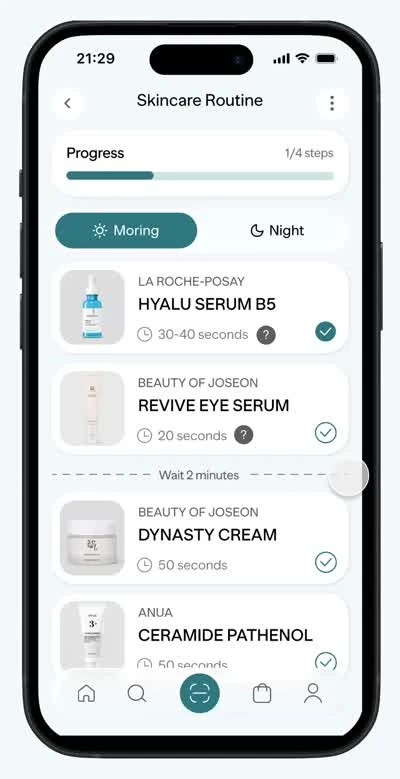 21:29
Skincare Routine
Progress
1/4 steps
Moring
Night
LA ROCHE-POSAY
HYALU SERUM B5
30-40 seconds ?
BEAUTY OF JOSEON
REVIVE EYE SERUM
20 seconds ?
Wait 2 minutes
BEAUTY OF JOSEON
DYNASTY CREAM
50 seconds
ANUA
3+
CERAMIDE PATHENOL
50 seconds